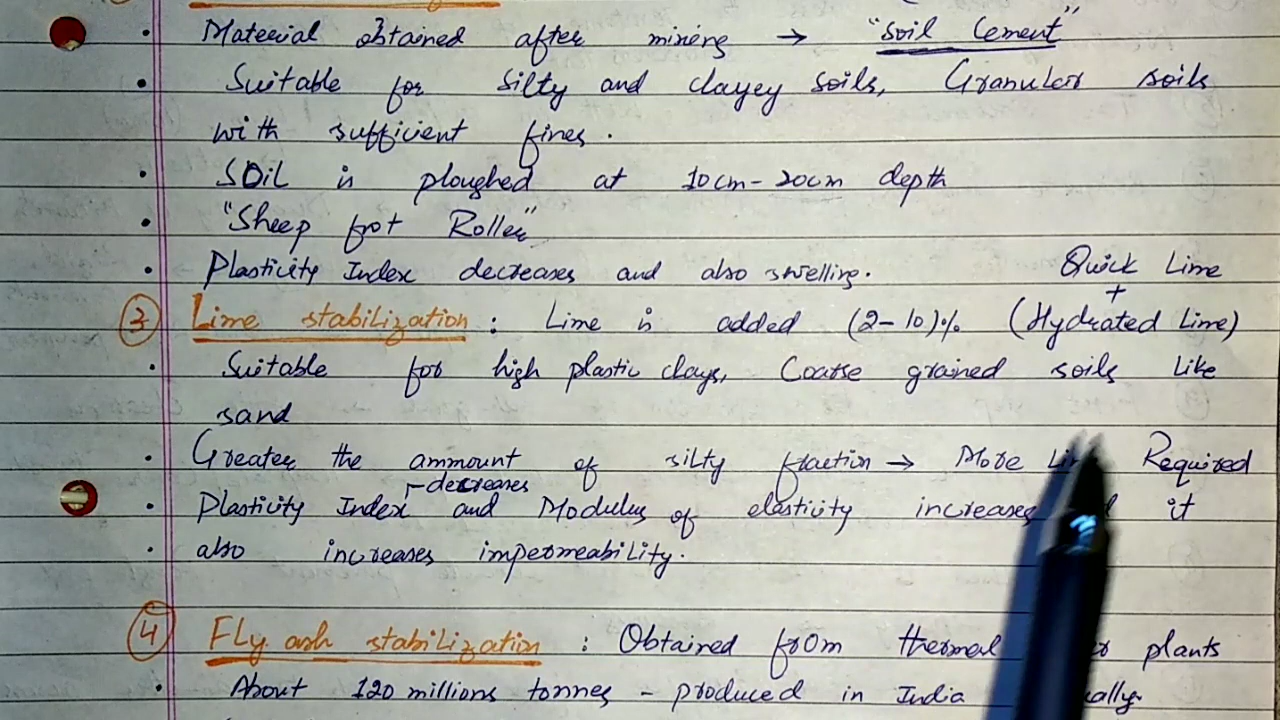 • Material obtained after mixing → "Soil Cement"
• Suitable for silty and clayey soils, Granular soils
with sufficient fines.
• Soil is ploughed at 10cm-20cm depth
• "Sheep fot Roller"
• Plasticity Index decreases and also swelling.
Quick Lime
+
③ Lime stabilization : Lime is added (2-10)% (Hydrated Lime)
• Suitable for high plastic clays, Coarse grained soils like
sand
• Greater the ammount of silty fraction → More Required
decreases
• Plasticity Index and Modulus of elasticity increases it
• also increases impermeability.
④ Fly ash stabilization : Obtained from thermal plants
• About 120 millions tonnes - produced in India